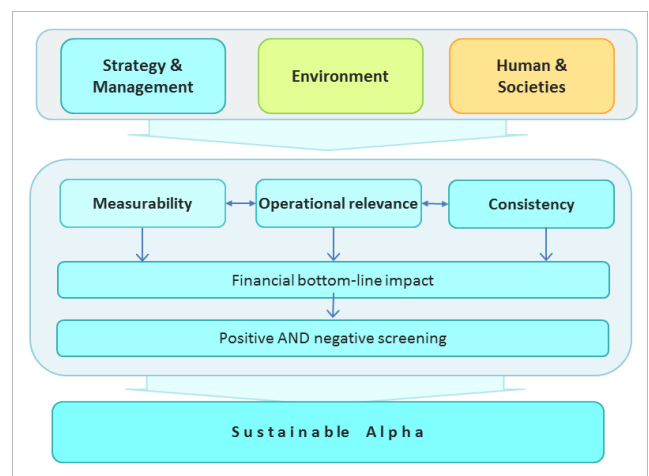 Strategy &
Management
Environment
Human &
Societies
Measurability
Operational relevance
Consistency
Financial bottom-line impact
Positive AND negative screening
Sustainable Alpha